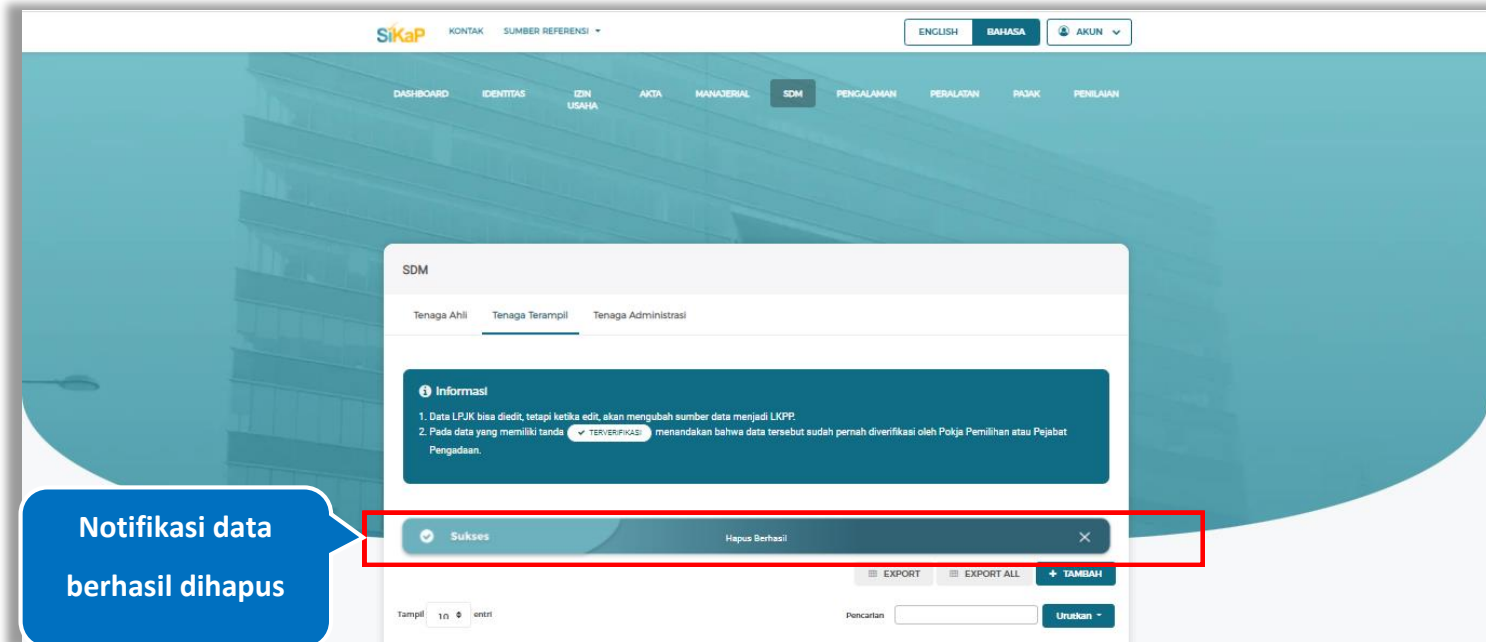 SiKaP KONTAK SUMBER REFERENSI ENGLISH BAHASA AKUN
DASHBOARD IDENTITAS IZIN USAHA AKTA MANAJERIAL SDM PENGALAMAN PERALATAN PAJAK PENILAIAN
SDM
Tenaga Ahli Tenaga Terampil Tenaga Administrasi
Informasi
1. Data LPJK bisa diedit, tetapi ketika edit, akan mengubah sumber data menjadi LKPP.
2. Pada data yang memiliki tanda TERVERIFIKASI menandakan bahwa data tersebut sudah pernah diverifikasi oleh Pokja Pemilihan atau Pejabat
Pengadaan.
Notifikasi data
berhasil dihapus
Sukses Hapus Berhasil
EXPORT EXPORT ALL + TAMBAH
Tampil 10 entri Pencarian Urutkan